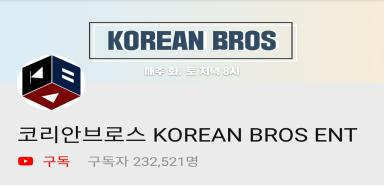 KOREAN BROS
매주 화, 토 저녁 8시
코리안브로스 KOREAN BROS ENT
구독 구독자 232,521명